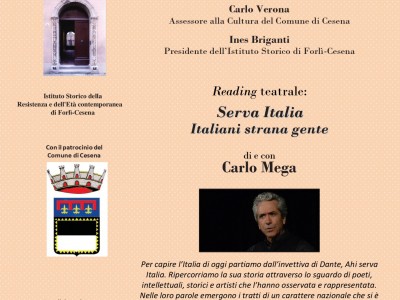 Carlo Verona
Assessore alla Cultura del Comune di Cesena
Ines Briganti
Presidente dell'Istituto Storico di Forlì-Cesena
Istituto Storico della
Resistenza e dell'Età contemporanea
di Forlì-Cesena
Con il patrocinio del
Comune di Cesena
Reading teatrale:
Serva Italia
Italiani strana gente
di e con
Carlo Mega
Per capire l'Italia di oggi partiamo dall'invettiva di Dante, Ahi serva
Italia. Ripercorriamo la sua storia attraverso lo sguardo di poeti,
intellettuali, storici e artisti che l'hanno osservata e rappresentata.
Nelle loro parole emergono i tratti di un carattere nazionale che si è